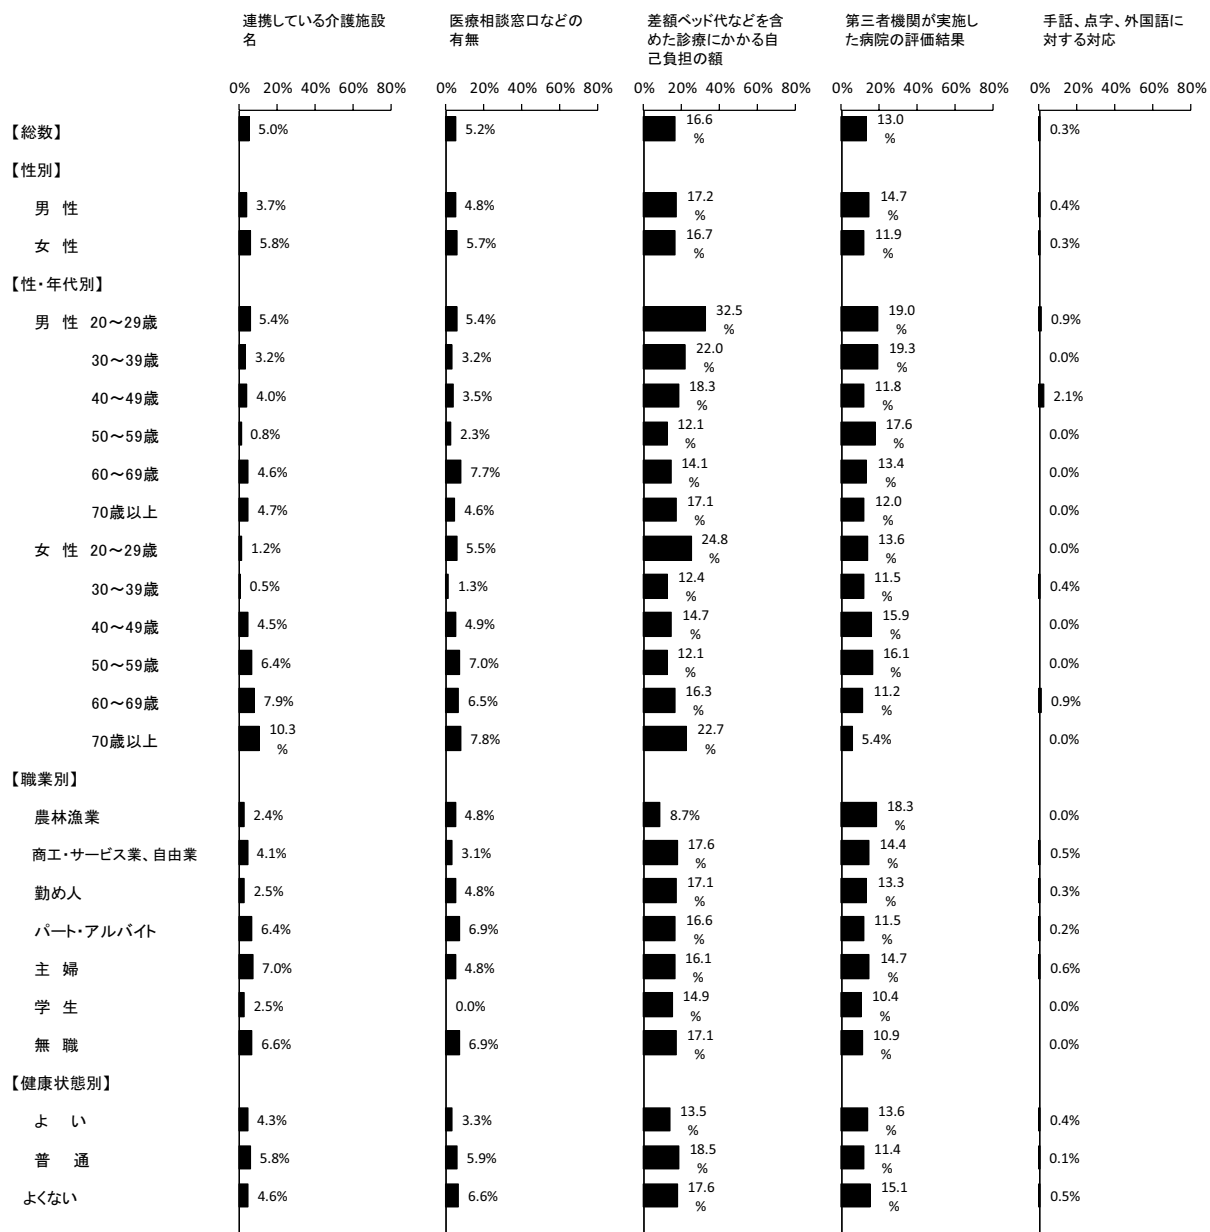 連携している介護施設
名
医療相談窓口などの
有無
差額ベッド代などを含
めた診療にかかる自
己負担の額
第三者機関が実施し
た病院の評価結果
手話、点字、外国語に
対する対応
0% 20% 40% 60% 80% 0% 20% 40% 60% 80% 0% 20% 40% 60% 80% 0% 20% 40% 60% 80% 0% 20% 40% 60% 80%
【総数】 5.0% 5.2% 16.6% 13.0% 0.3%
【性別】
男 性 3.7% 4.8% 17.2% 14.7% 0.4%
女 性 5.8% 5.7% 16.7% 11.9% 0.3%
【性・年代別】
男 性 20～29歳 5.4% 5.4% 32.5% 19.0% 0.9%
30～39歳 3.2% 3.2% 22.0% 19.3% 0.0%
40～49歳 4.0% 3.5% 18.3% 11.8% 2.1%
50～59歳 0.8% 2.3% 12.1% 17.6% 0.0%
60～69歳 4.6% 7.7% 14.1% 13.4% 0.0%
70歳以上 4.7% 4.6% 17.1% 12.0% 0.0%
女 性 20～29歳 1.2% 5.5% 24.8% 13.6% 0.0%
30～39歳 0.5% 1.3% 12.4% 11.5% 0.4%
40～49歳 4.5% 4.9% 14.7% 15.9% 0.0%
50～59歳 6.4% 7.0% 12.1% 16.1% 0.0%
60～69歳 7.9% 6.5% 16.3% 11.2% 0.9%
70歳以上 10.3% 7.8% 22.7% 5.4% 0.0%
【職業別】
農林漁業 2.4% 4.8% 8.7% 18.3% 0.0%
商工・サービス業、自由業 4.1% 3.1% 17.6% 14.4% 0.5%
勤め人 2.5% 4.8% 17.1% 13.3% 0.3%
パート・アルバイト 6.4% 6.9% 16.6% 11.5% 0.2%
主 婦 7.0% 4.8% 16.1% 14.7% 0.6%
学 生 2.5% 0.0% 14.9% 10.4% 0.0%
無 職 6.6% 6.9% 17.1% 10.9% 0.0%
【健康状態別】
よ い 4.3% 3.3% 13.5% 13.6% 0.4%
普 通 5.8% 5.9% 18.5% 11.4% 0.1%
よくない 4.6% 6.6% 17.6% 15.1% 0.5%